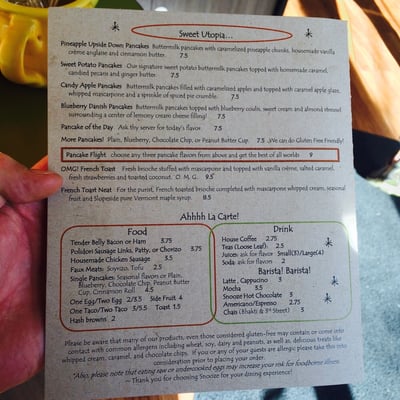 Sweet Utopia...
Pineapple Upside Down Pancakes Buttermilk pancakes with caramelized pineapple chunks, housemade vanilla
crème anglaise and cinnamon butter. 7.5
Sweet Potato Pancakes Our signature sweet potato buttermilk pancakes topped with homemade caramel,
candied pecans and ginger butter. 7.5
Candy Apple Pancakes Buttermilk pancakes filled with caramelized apples and topped with caramel apple glaze,
whipped mascarpone and a sprinkle of spiced pie crumble. 7.5
Blueberry Danish Pancakes Buttermilk pancakes topped with blueberry coulis, sweet cream and almond streusel
surrounding a center of lemony cream cheese filling! 7.5
Pancake of the Day Ask thy server for today's flavor. 7.5
More Pancakes! Plain, Blueberry, Chocolate Chip, or Peanut Butter Cup. 7.5 ,We can do Gluten Free Friendly!
Pancake Flight choose any three pancake flavors from above and get the best of all worlds 9
OMG! French Toast Fresh brioche stuffed with mascarpone and topped with vanilla crème, salted caramel,
fresh strawberries and toasted coconut. O M G. 9.5
French Toast Neat For the purist, French toasted brioche completed with mascarpone whipped cream, seasonal
fruit and Slopeside pure Vermont maple syrup. 8.5
Ahhhh La Carte!
Food
Tender Belly Bacon or Ham 3.75
Polidori Sausage Links, Patty, or Chorizo 3.75
Housemade Chicken Sausage 3.5
Faux Meats: Soyrizo, Tofu 2.5
Single Pancakes: Seasonal flavors or Plain,
Blueberry, Chocolate Chip, Peanut Butter
Cup, Cinnamon Roll 4.5
One Egg/Two Egg 2/3.5 Side Fruit 4
One Taco/Two Taco 3/5.5 Toast 1.5
Hash browns 2
Drink
House Coffee 2.75
Teas (Loose Leaf): 2.5
Juices: ask for flavor Small(3)/Large(4)
Soda: ask for flavors 2
Barista! Barista!
Latte , Cappuccino 3
Mocha 3.5
Snooze Hot Chocolate 3
Americano/Espresso 2.75
Chais (Bhakti & 3rd Street) 3
Please be aware that many of our products, even those considered gluten-free may contain or come into
contact with common allergens including wheat, soy, dairy and peanuts, as well as, delicious treats like
whipped cream, caramel, and chocolate chips. If you or any of your guests are allergic please take this into
consideration prior to placing your order.
*Also, please note that eating raw or undercooked eggs may increase your risk for foodborne illness.
~ Thank you for choosing Snooze for your dining experience!